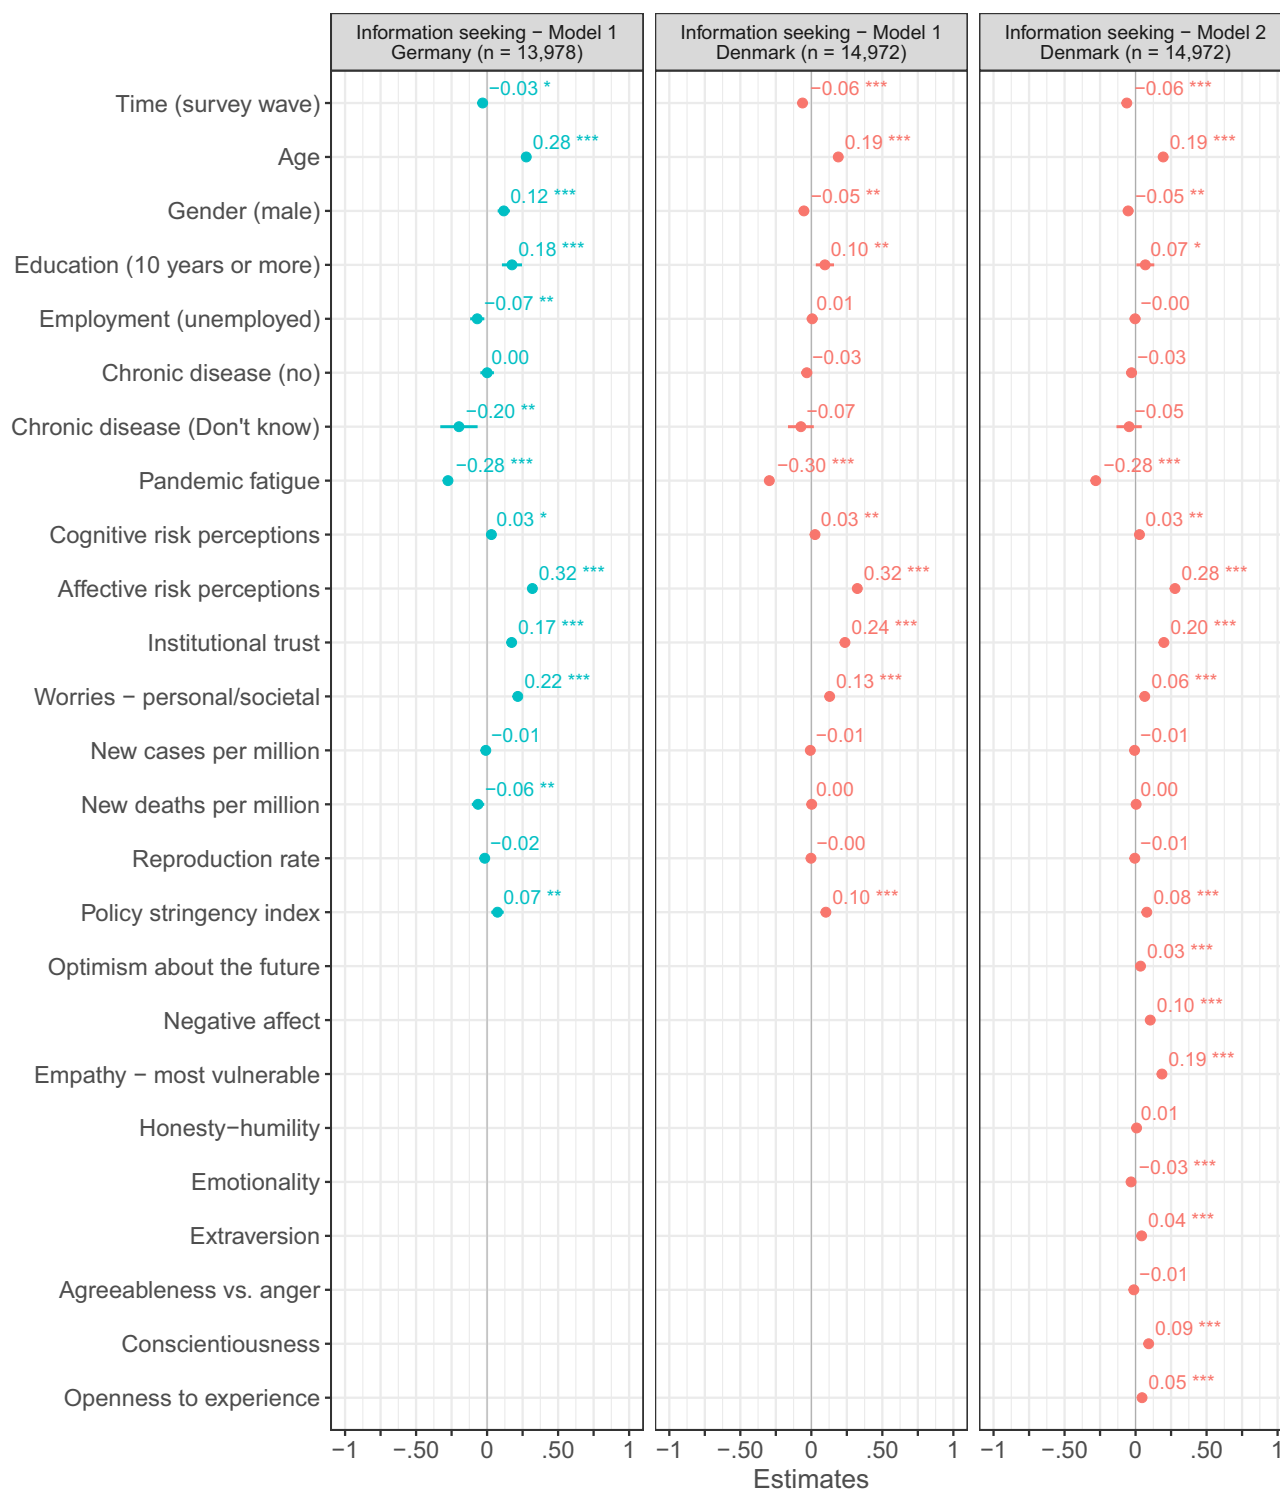 Information seeking − Model 1
Germany (n = 13,978)
Information seeking − Model 1
Denmark (n = 14,972)
Information seeking − Model 2
Denmark (n = 14,972)
Time (survey wave) −0.03 * −0.06 *** −0.06 ***
Age 0.28 *** 0.19 *** 0.19 ***
Gender (male) 0.12 *** −0.05 ** −0.05 **
Education (10 years or more) 0.18 *** 0.10 ** 0.07 *
Employment (unemployed) −0.07 ** 0.01 −0.00
Chronic disease (no) 0.00 −0.03 −0.03
Chronic disease (Don't know) −0.20 ** −0.07 −0.05
Pandemic fatigue −0.28 *** −0.30 *** −0.28 ***
Cognitive risk perceptions 0.03 * 0.03 ** 0.03 **
Affective risk perceptions 0.32 *** 0.32 *** 0.28 ***
Institutional trust 0.17 *** 0.24 *** 0.20 ***
Worries − personal/societal 0.22 *** 0.13 *** 0.06 ***
New cases per million −0.01 −0.01 −0.01
New deaths per million −0.06 ** 0.00 0.00
Reproduction rate −0.02 −0.00 −0.01
Policy stringency index 0.07 ** 0.10 *** 0.08 ***
Optimism about the future 0.03 ***
Negative affect 0.10 ***
Empathy − most vulnerable 0.19 ***
Honesty−humility 0.01
Emotionality −0.03 ***
Extraversion 0.04 ***
Agreeableness vs. anger −0.01
Conscientiousness 0.09 ***
Openness to experience 0.05 ***
−1 −.50 0 .50 1 −1 −.50 0 .50 1 −1 −.50 0 .50 1
Estimates